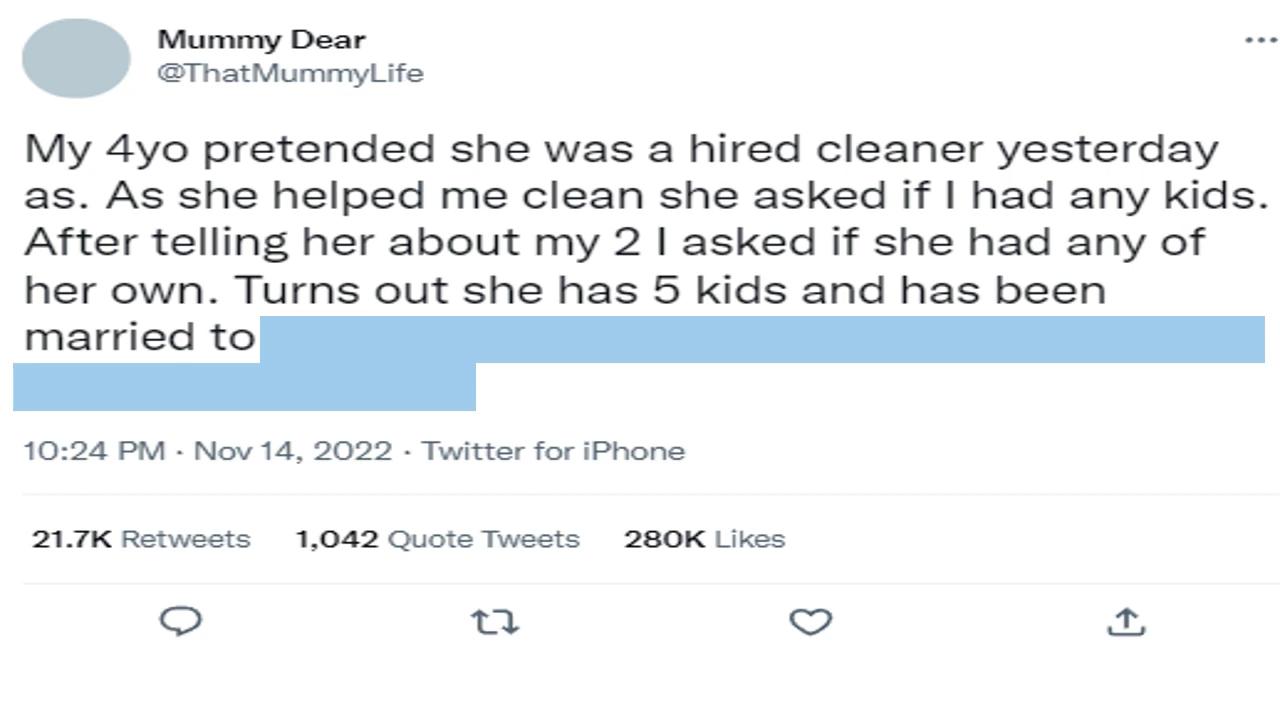 Mummy Dear
@ThatMummyLife
My 4yo pretended she was a hired cleaner yesterday
as. As she helped me clean she asked if I had any kids.
After telling her about my 2 I asked if she had any of
her own. Turns out she has 5 kids and has been
married to
10:24 PM · Nov 14, 2022 · Twitter for iPhone
21.7K Retweets 1,042 Quote Tweets 280K Likes